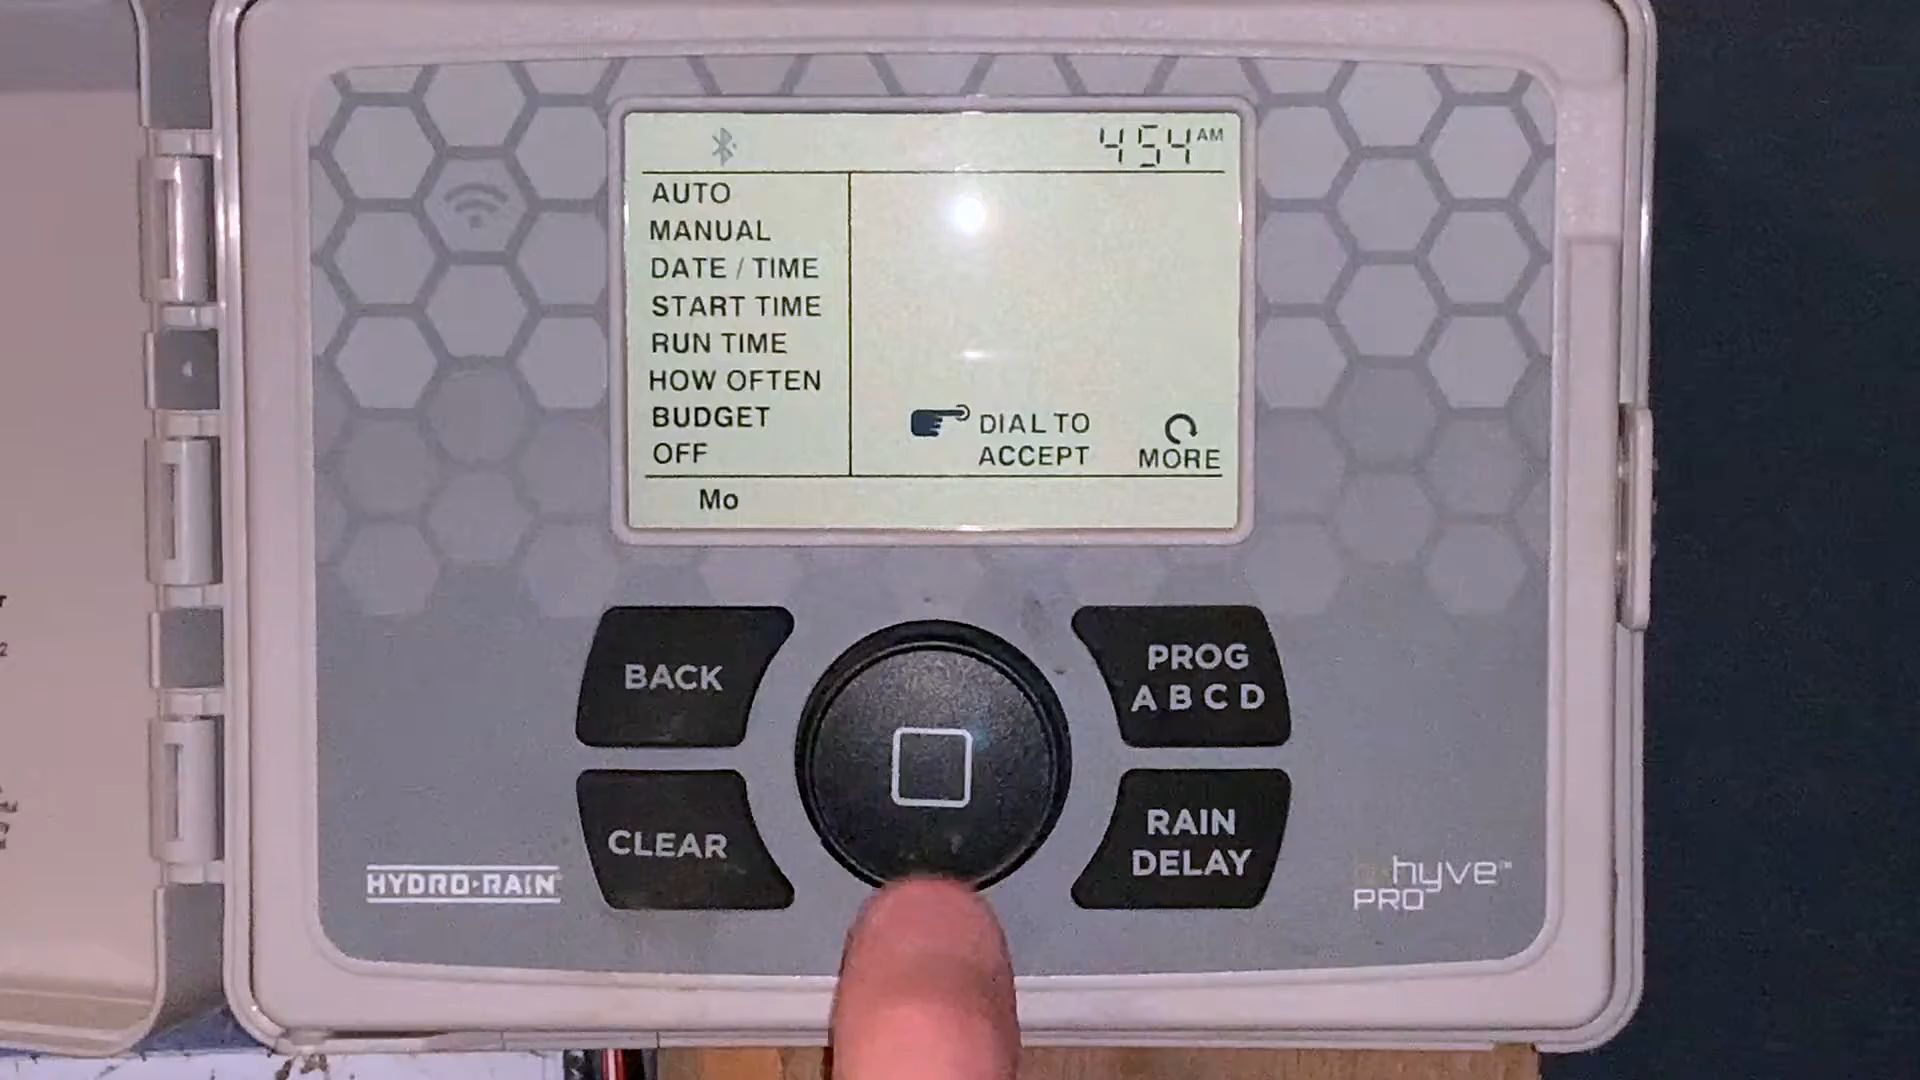 4 54 AM
AUTO
MANUAL
DATE / TIME
START TIME
RUN TIME
HOW OFTEN
BUDGET
OFF
DIAL TO
ACCEPT
MORE
Mo
BACK
PROG
A B C D
CLEAR
RAIN
DELAY
HYDRO-RAIN
hyve™
PRO